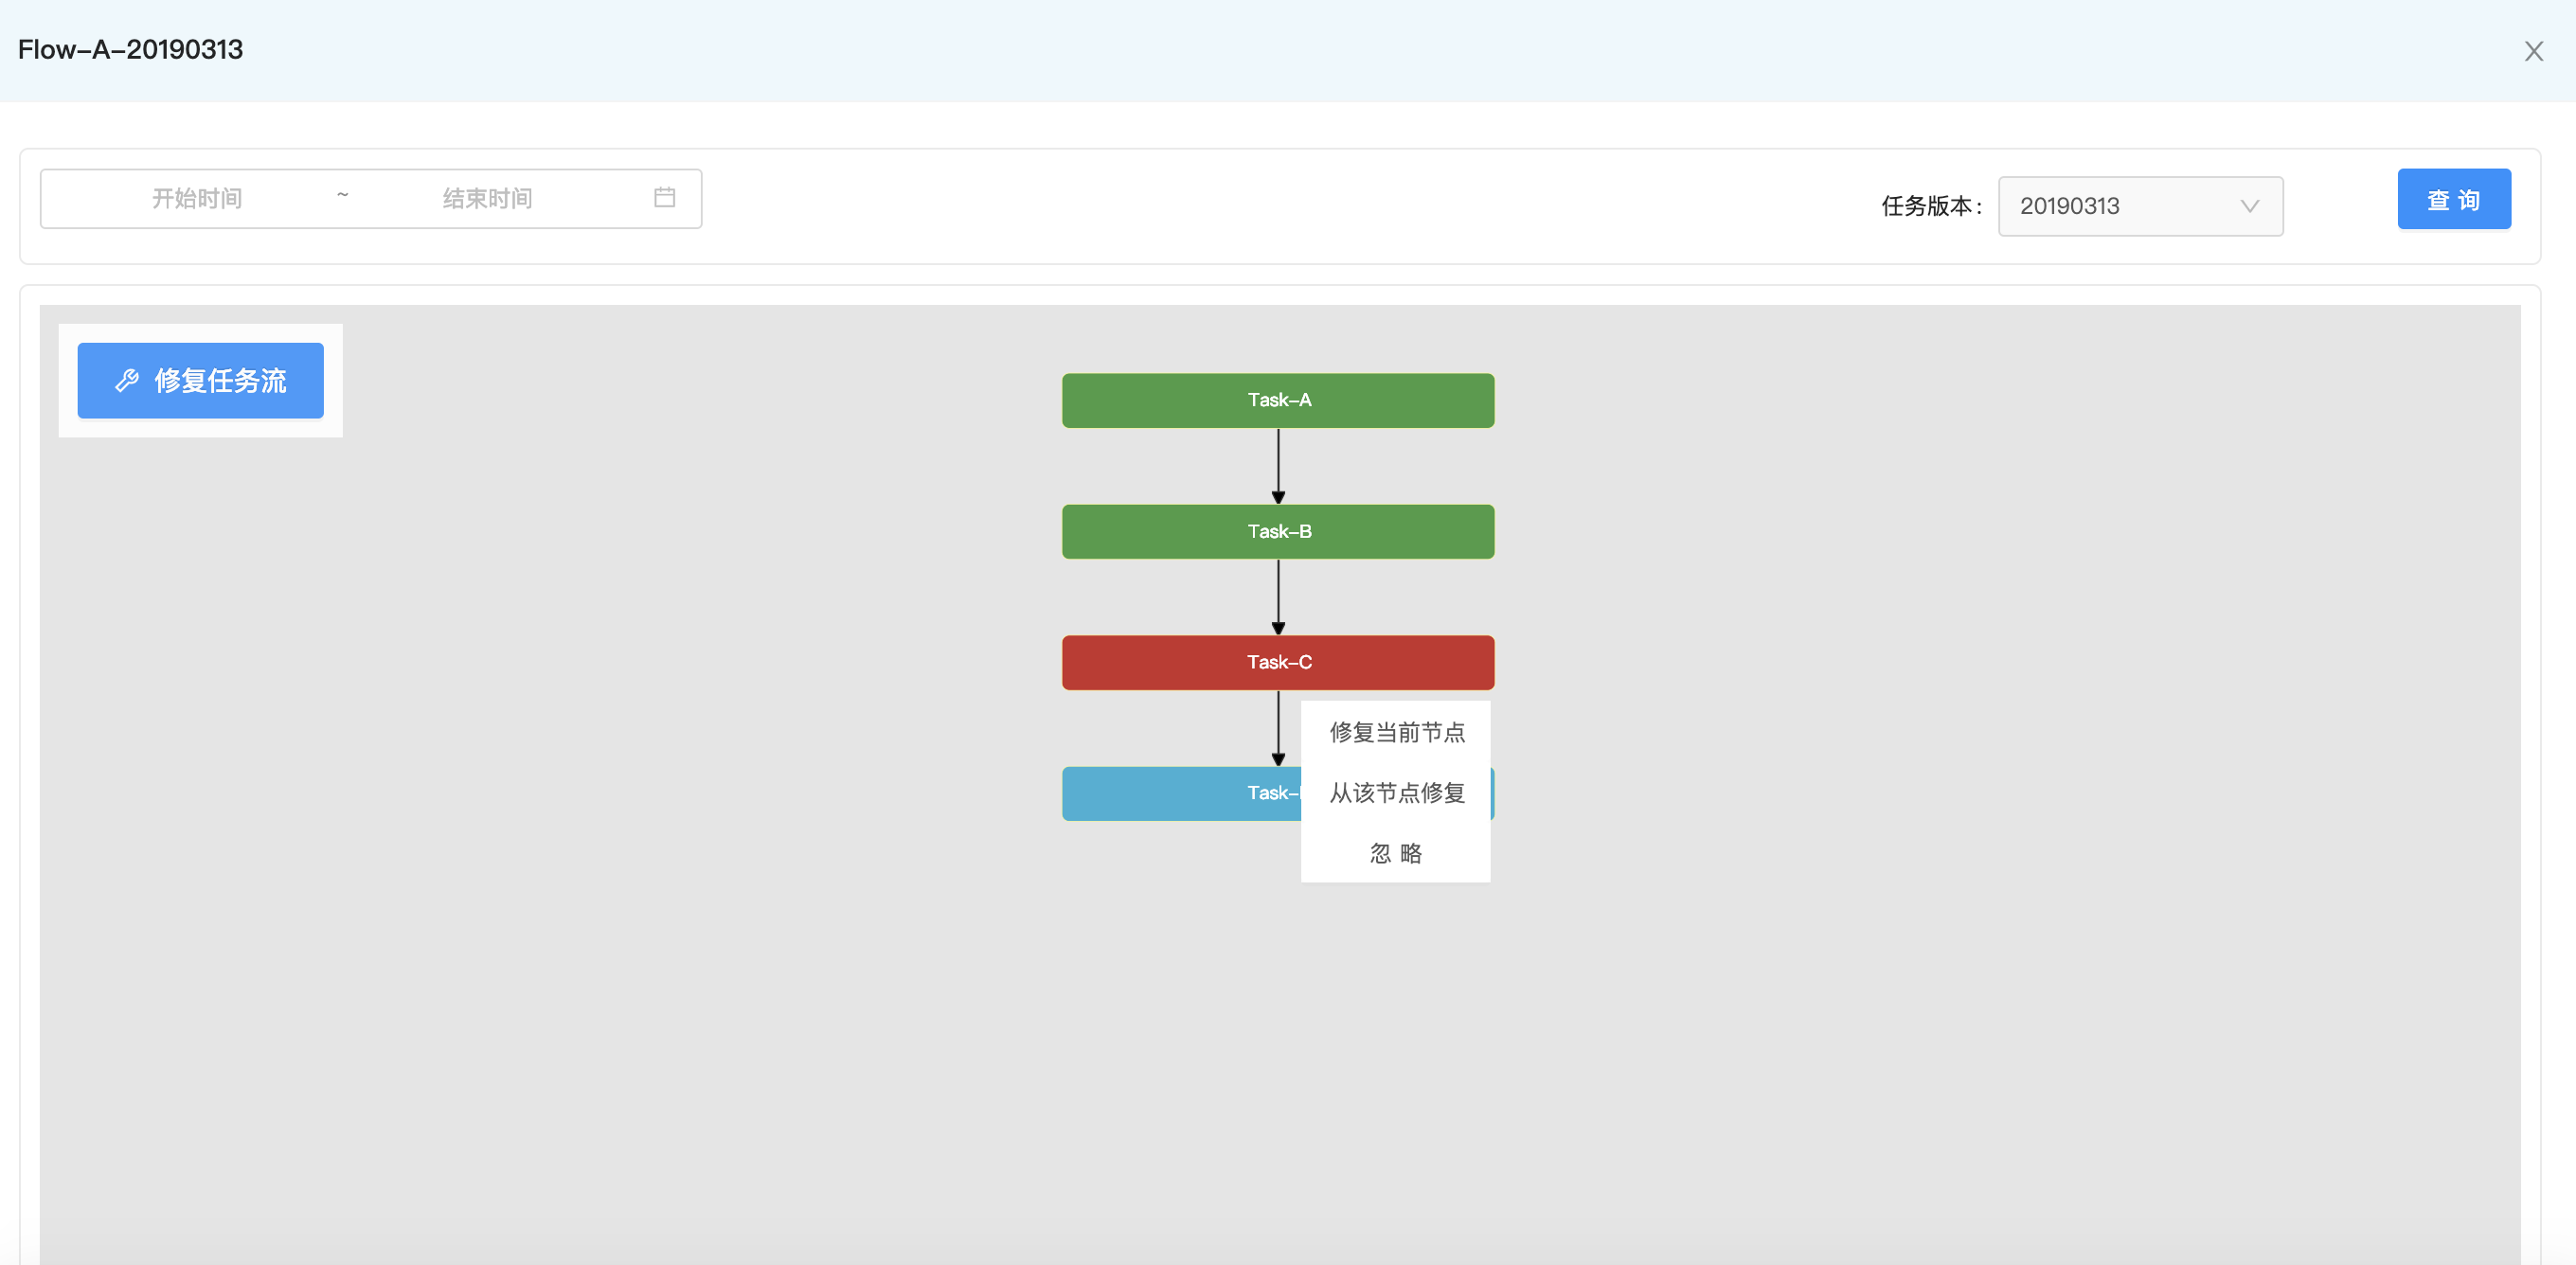 Flow-A-20190313
开始时间 ~ 结束时间
任务版本: 20190313
查 询
修复任务流
Task-A
Task-B
Task-C
修复当前节点
Task-
从该节点修复
忽 略